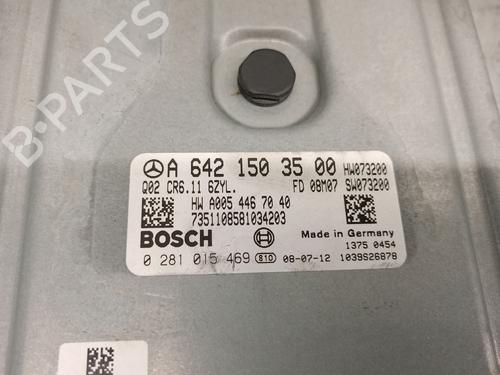 B-PARTS
A 642 150 35 00 HW073200
Q02 CR6.11 6ZYL. FD 08M07 SW073200
HW A005 446 70 40
7351108581034203
BOSCH Made in Germany
1375 0454
0 281 015 469 810 08-07-12 1039S26878